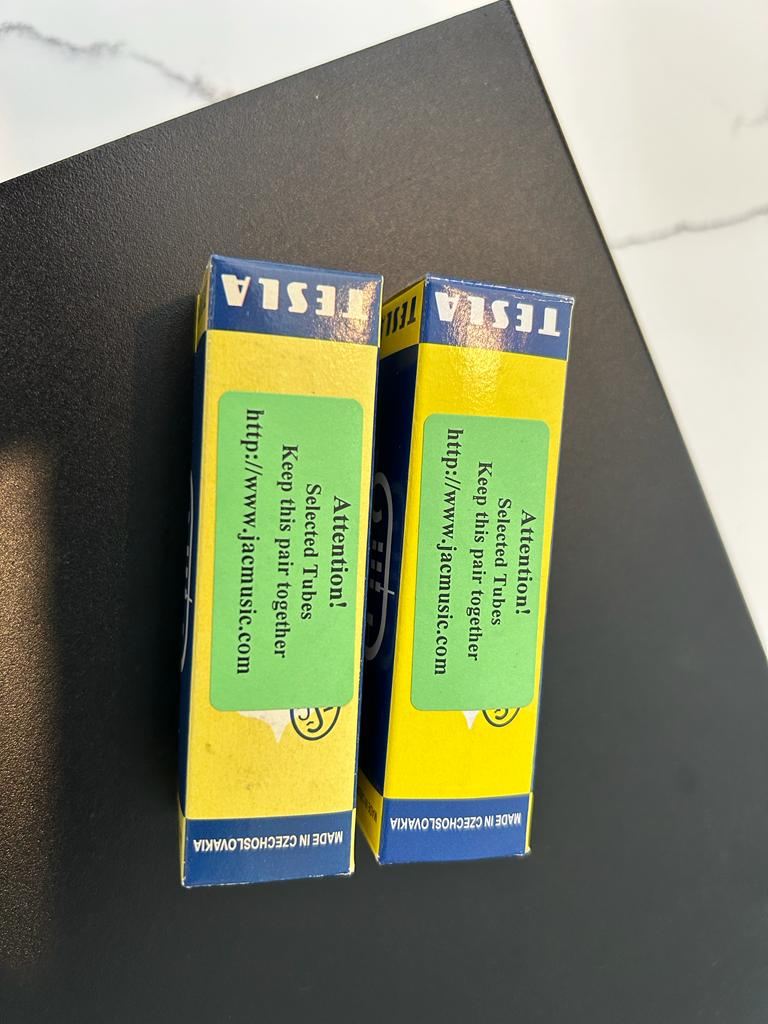 TESLA
Attention!
Selected Tubes
Keep this pair together
http://www.jacmusic.com
MADE IN CZECHOSLOVAKIA
TESLA
TESLA
Attention!
Selected Tubes
Keep this pair together
http://www.jacmusic.com
MADE IN CZECHOSLOVAKIA